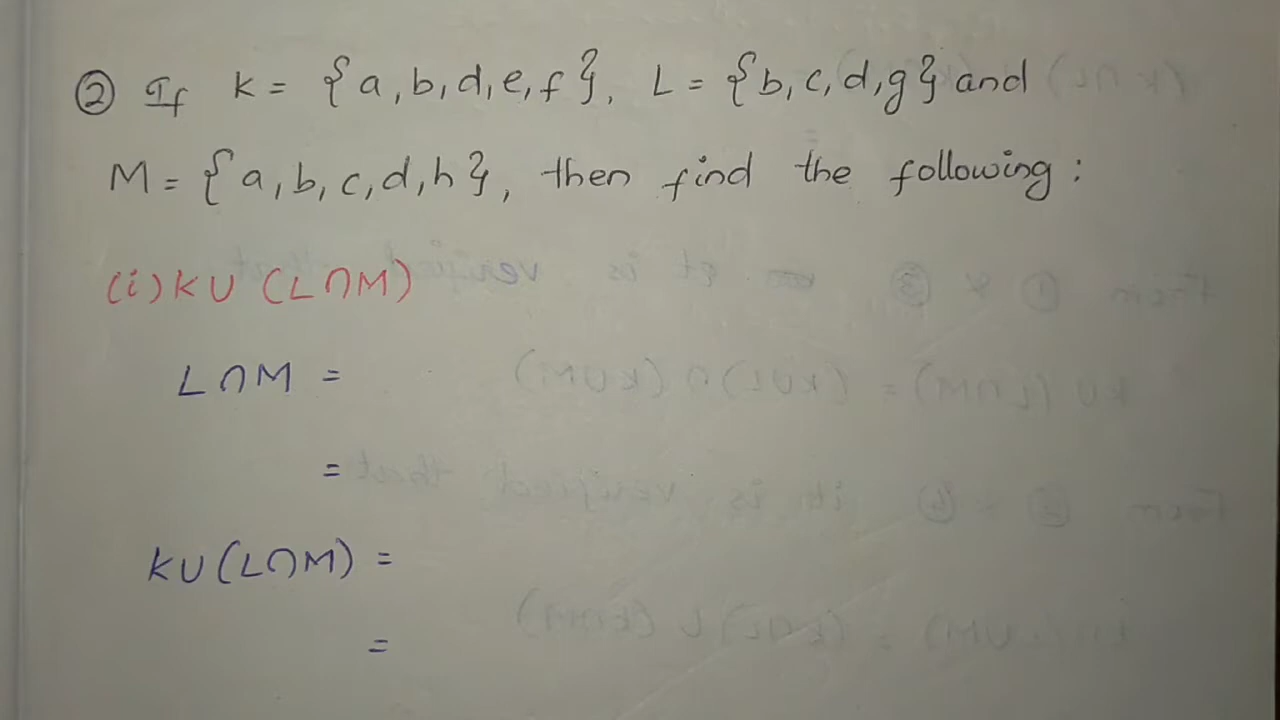 ② If K = {a, b, d, e, f}, L = {b, c, d, g} and
M = {a, b, c, d, h}, then find the following :
(i) K ∪ (L ∩ M)
L ∩ M =
=
K ∪ (L ∩ M) =
=